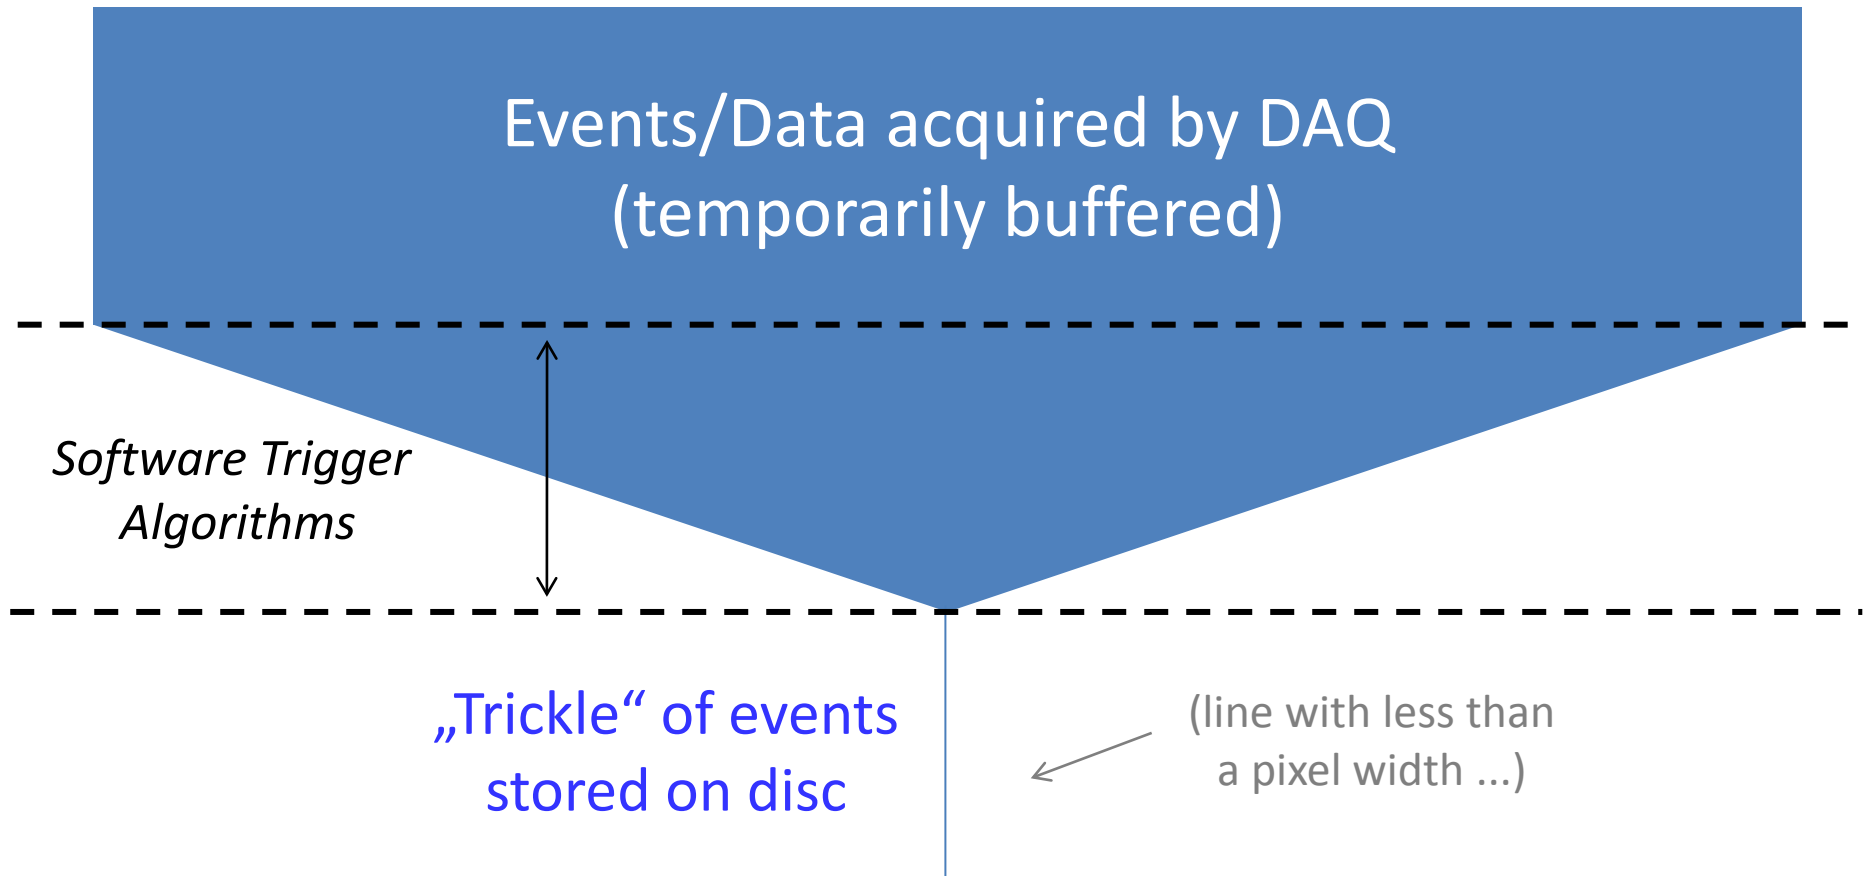 Events/Data acquired by DAQ
(temporarily buffered)
Software Trigger
Algorithms
„Trickle“ of events
stored on disc
(line with less than
a pixel width ...)